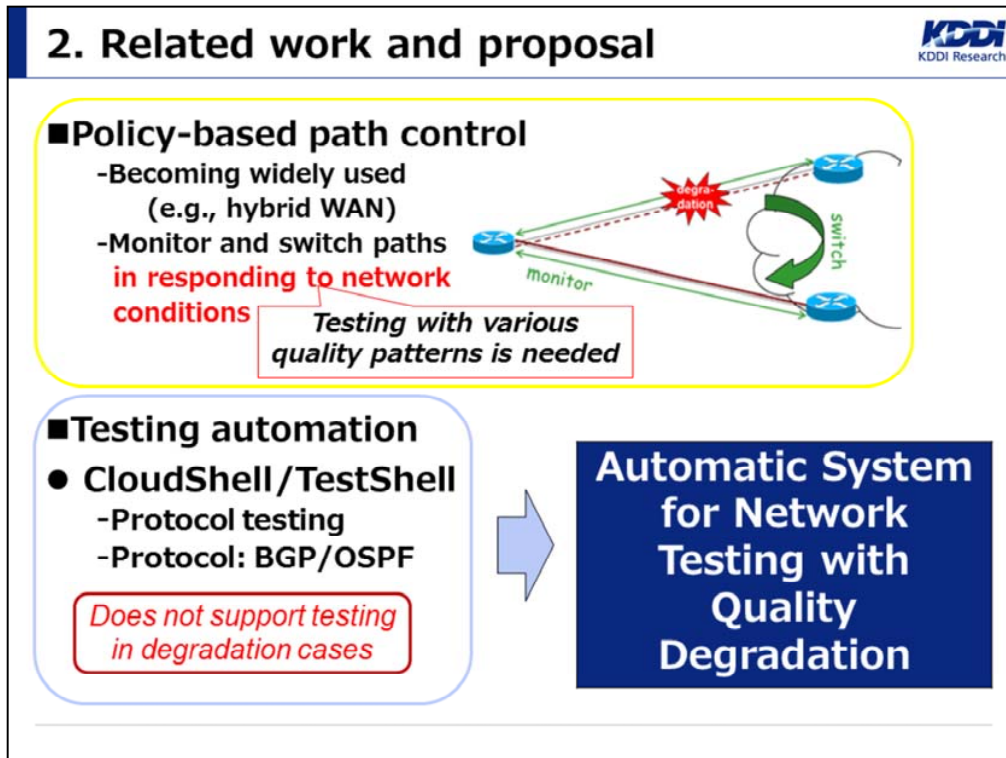 2. Related work and proposal
KDDI
KDDI Research
■Policy-based path control
-Becoming widely used
(e.g., hybrid WAN)
-Monitor and switch paths
in responding to network
conditions
Testing with various
quality patterns is needed
degra-
dation
switch
monitor
■Testing automation
● CloudShell/TestShell
-Protocol testing
-Protocol: BGP/OSPF
Does not support testing
in degradation cases
Automatic System
for Network
Testing with
Quality
Degradation